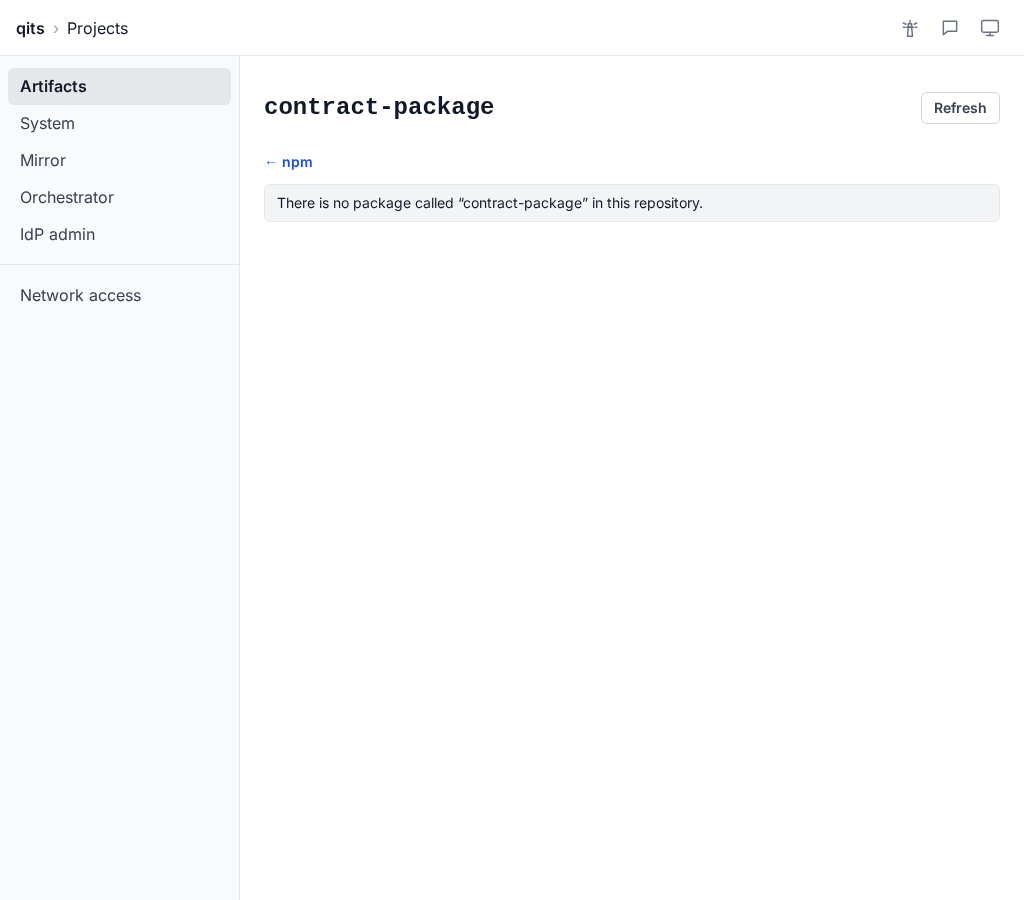 qits › Projects
Artifacts
System
Mirror
Orchestrator
IdP admin
Network access
contract-package
Refresh
← npm
There is no package called “contract-package” in this repository.